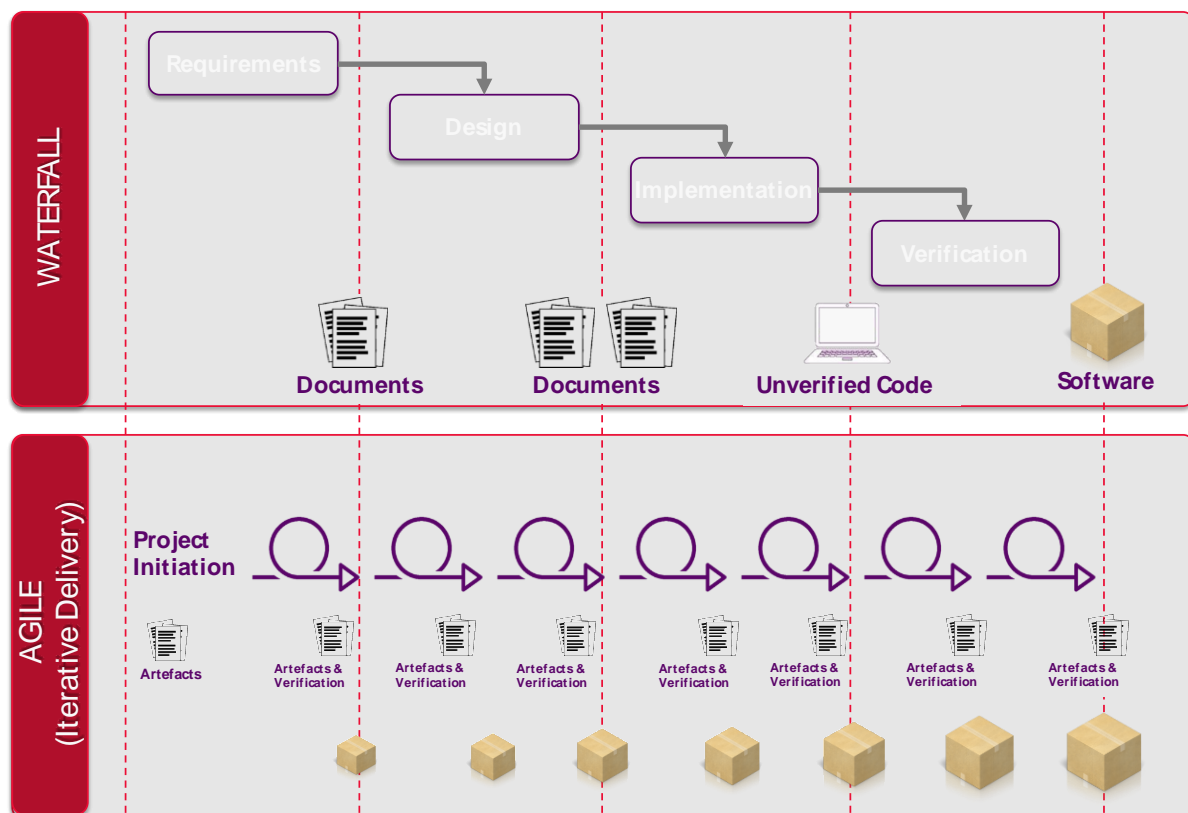 WATERFALL
Requirements
Design
Implementation
Verification
Documents
Documents
Unverified Code
Software
AGILE
(Iterative Delivery)
Project
Initiation
Artefacts
Artefacts &
Verification
Artefacts &
Verification
Artefacts &
Verification
Artefacts &
Verification
Artefacts &
Verification
Artefacts &
Verification
Artefacts &
Verification